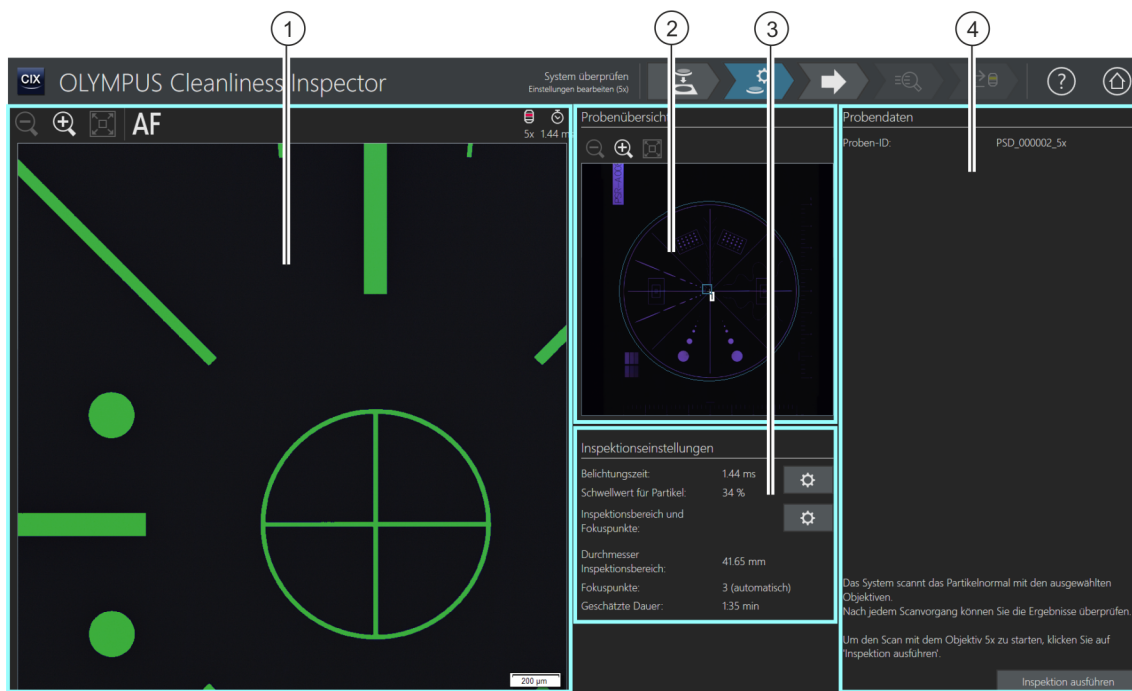 1
2
3
4
CIX
OLYMPUS Cleanliness Inspector
System überprüfen
Einstellungen bearbeiten (5x)
?
AF
5x 1.44 m
Probenübersicht
Probendaten
Proben-ID: PSD_000002_5x
1
Inspektionseinstellungen
Belichtungszeit: 1.44 ms
Schwellwert für Partikel: 34 %
Inspektionsbereich und
Fokuspunkte:
Durchmesser
Inspektionsbereich: 41.65 mm
Fokuspunkte: 3 (automatisch)
Geschätzte Dauer: 1:35 min
Das System scannt das Partikelnormal mit den ausgewählten
Objektiven.
Nach jedem Scanvorgang können Sie die Ergebnisse überprüfen.
Um den Scan mit dem Objektiv 5x zu starten, klicken Sie auf
'Inspektion ausführen'.
200 µm
Inspektion ausführen